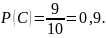 P(C) = 9/10 = 0,9.